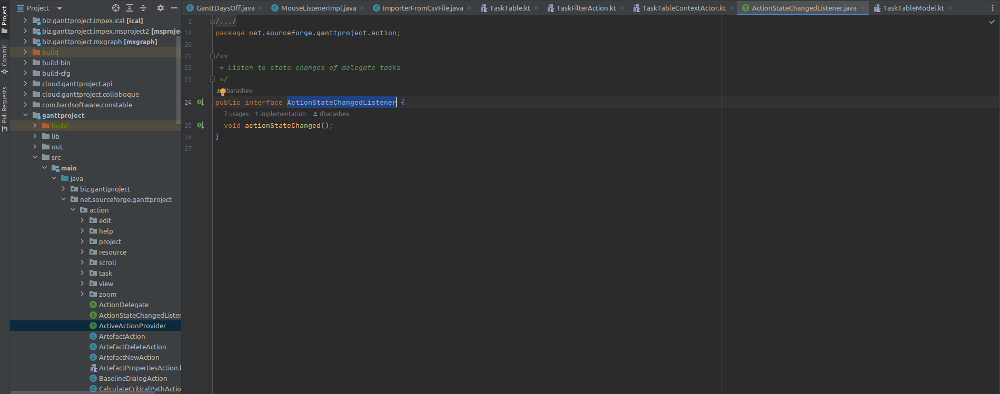 Project
GanttDaysOff.java
MouseListenerImpl.java
ImporterFromCsvFile.java
TaskTable.kt
TaskFilterAction.kt
TaskTableContextActor.kt
ActionStateChangedListener.java
TaskTableModel.kt
Project
Commit
Pull Requests
biz.ganttproject.impex.ical [ical]
biz.ganttproject.impex.msproject2 [msproje
biz.ganttproject.mxgraph [mxgraph]
build
build-bin
build-cfg
cloud.ganttproject.api
cloud.ganttproject.colloboque
com.bardsoftware.constable
ganttproject
build
lib
out
src
main
java
biz.ganttproject
net.sourceforge.ganttproject
action
edit
help
project
resource
scroll
task
view
zoom
ActionDelegate
ActionStateChangedLister
ActiveActionProvider
ArtefactAction
ArtefactDeleteAction
ArtefactNewAction
ArtefactPropertiesAction.k
BaselineDialogAction
CalculateCriticalPathActio
1 /.../
19 package net.sourceforge.ganttproject.action;
20
21 /**
22 * Listen to state changes of delegate tasks
23 */
dbarashev
24 public interface ActionStateChangedListener {
7 usages 1 implementation dbarashev
25 void actionStateChanged();
26 }
27